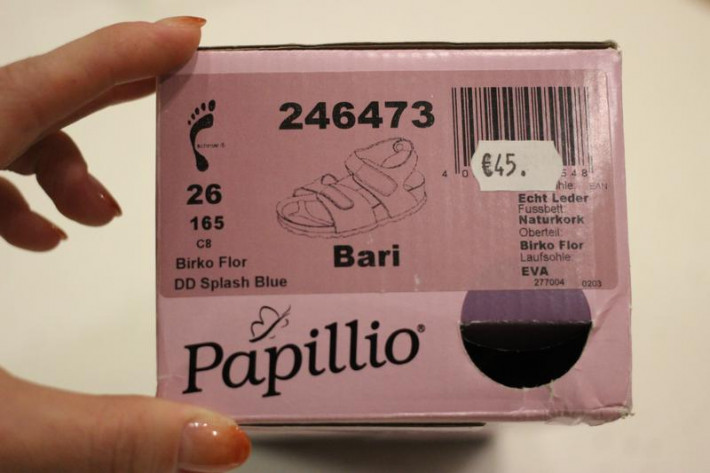 246473
26
165
C8
Birko Flor
DD Splash Blue
Bari
€45.
Echt Leder
Fussbett:
Naturkork
Oberteil:
Birko Flor
Laufsohle:
EVA
277004 0203
Papillio®